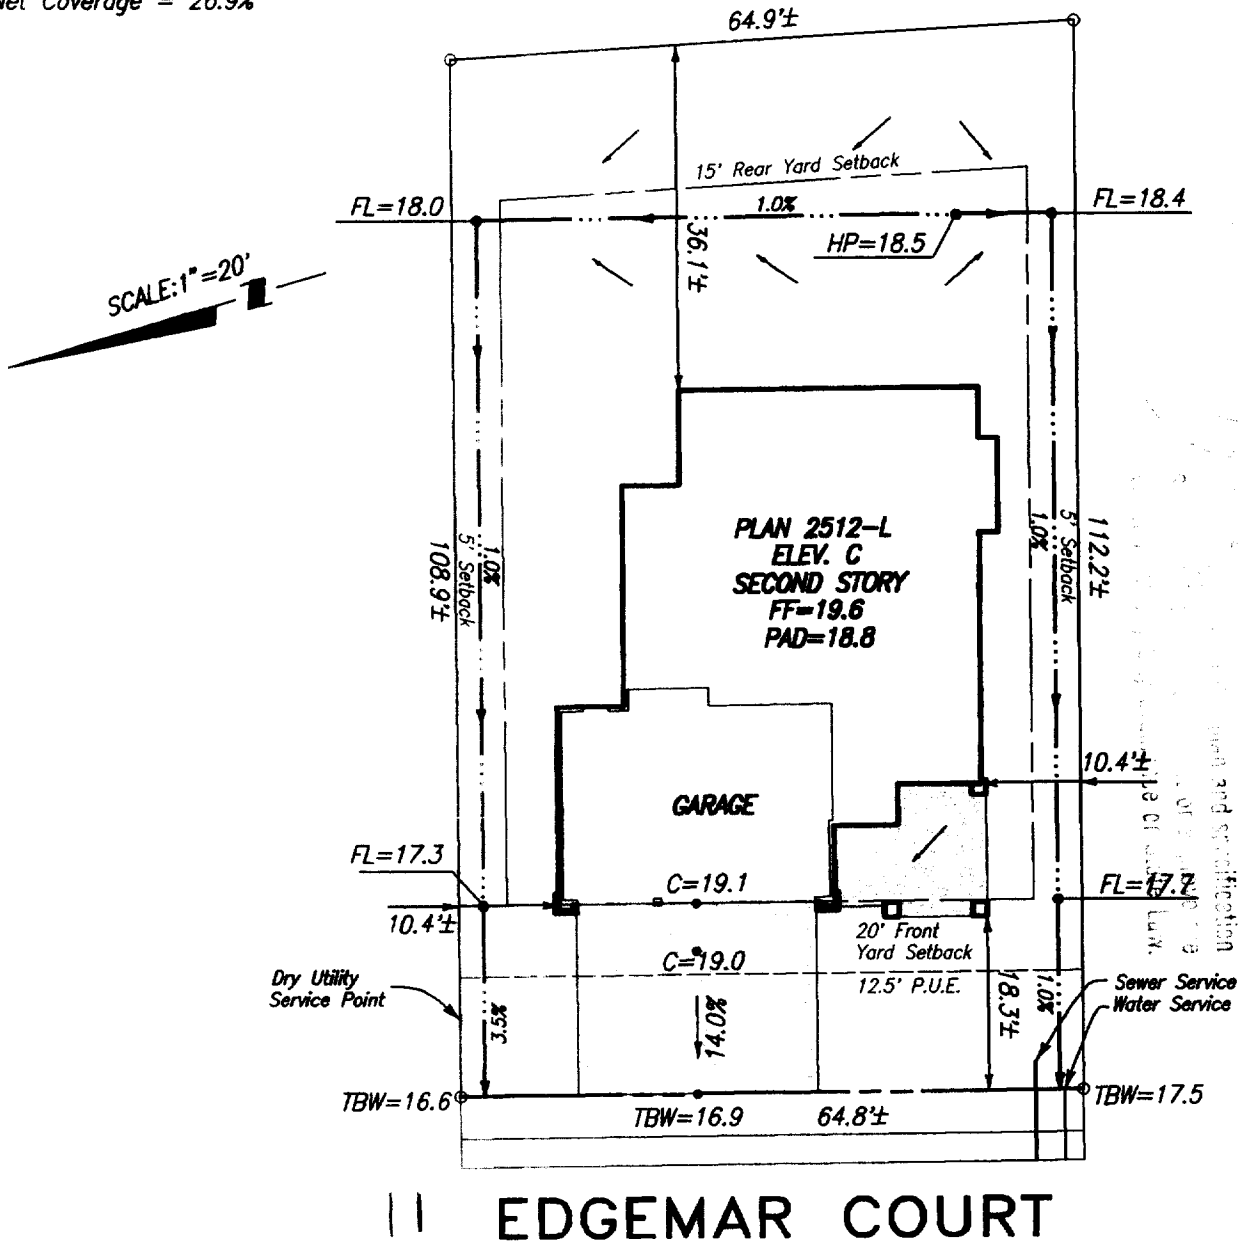 Net Coverage = 26.9%
64.9'±
15' Rear Yard Setback
FL=18.0
1.0%
FL=18.4
HP=18.5
36.1'±
SCALE:1"=20'
PLAN 2512-L
ELEV. C
SECOND STORY
FF=19.6
PAD=18.8
108.9'±
5' Setback
1.0%
1.0%
5' Setback
112.2'±
10.4'±
GARAGE
FL=17.3
C=19.1
FL=17.7
10.4'±
20' Front
Yard Setback
C=19.0
12.5' P.U.E.
Dry Utility
Service Point
3.5%
14.0%
18.3'±
1.0%
Sewer Service
Water Service
TBW=16.6
TBW=16.9
64.8'±
TBW=17.5
11 EDGEMAR COURT